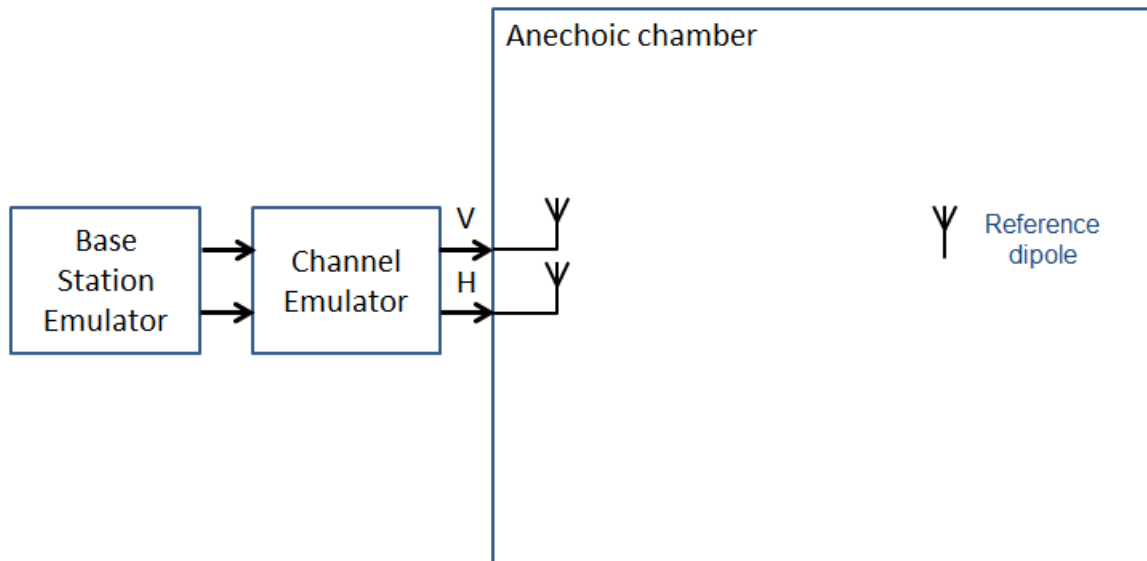 Anechoic chamber
Base
Station
Emulator
Channel
Emulator
V
H
Reference
dipole